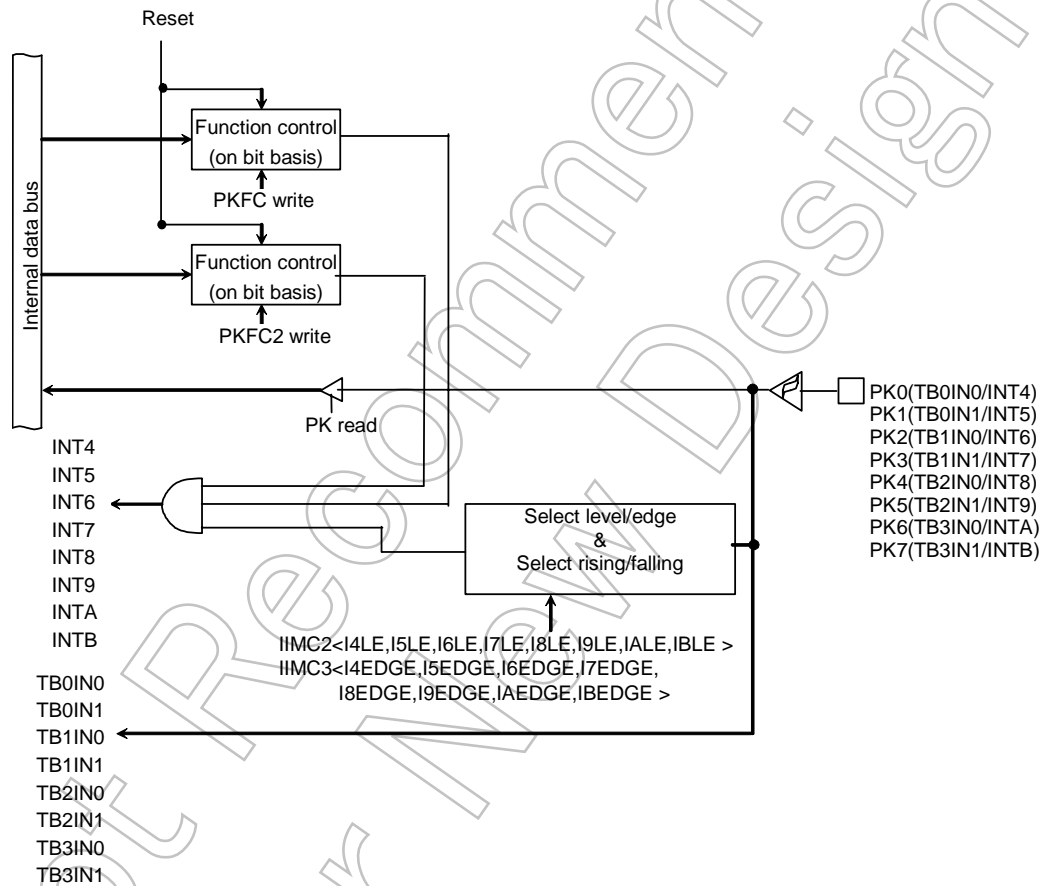 Reset
Internal data bus
Function control
(on bit basis)
PKFC write
Function control
(on bit basis)
PKFC2 write
PK read
PK0(TB0IN0/INT4)
PK1(TB0IN1/INT5)
PK2(TB1IN0/INT6)
PK3(TB1IN1/INT7)
PK4(TB2IN0/INT8)
PK5(TB2IN1/INT9)
PK6(TB3IN0/INTA)
PK7(TB3IN1/INTB)
INT4
INT5
INT6
INT7
INT8
INT9
INTA
INTB
Select level/edge
&
Select rising/falling
IIMC2<I4LE,I5LE,I6LE,I7LE,I8LE,I9LE,IALE,IBLE >
IIMC3<I4EDGE,I5EDGE,I6EDGE,I7EDGE,
I8EDGE,I9EDGE,IAEDGE,IBEDGE >
TB0IN0
TB0IN1
TB1IN0
TB1IN1
TB2IN0
TB2IN1
TB3IN0
TB3IN1